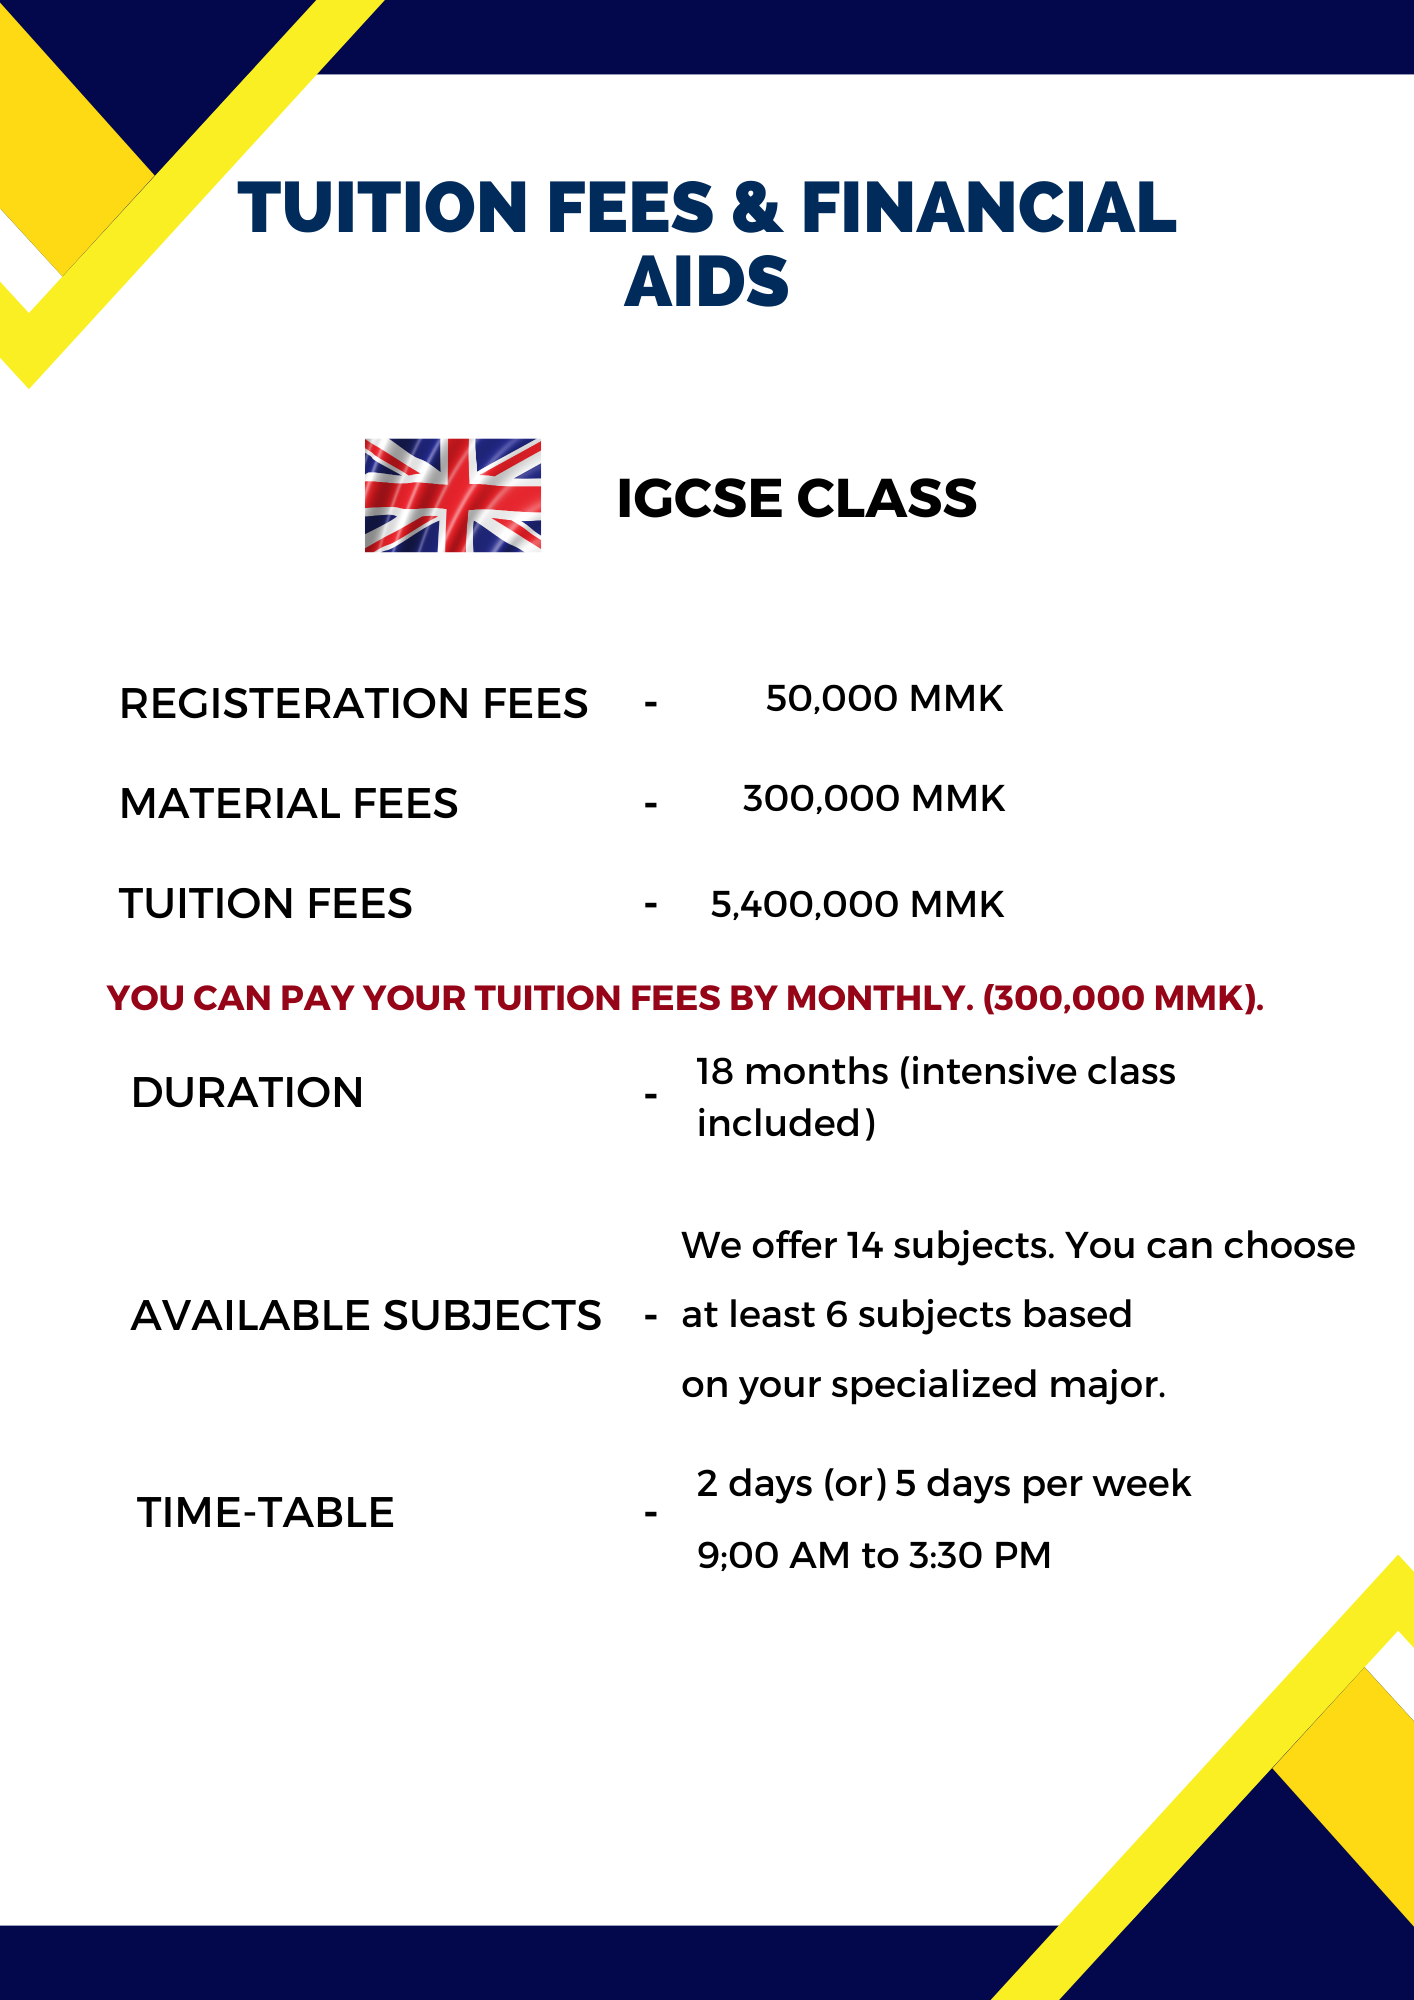 TUITION FEES & FINANCIAL
AIDS
IGCSE CLASS
REGISTERATION FEES - 50,000 MMK
MATERIAL FEES - 300,000 MMK
TUITION FEES - 5,400,000 MMK
YOU CAN PAY YOUR TUITION FEES BY MONTHLY. (300,000 MMK).
DURATION - 18 months (intensive class
included)
AVAILABLE SUBJECTS - We offer 14 subjects. You can choose
at least 6 subjects based
on your specialized major.
TIME-TABLE - 2 days (or) 5 days per week
9;00 AM to 3:30 PM